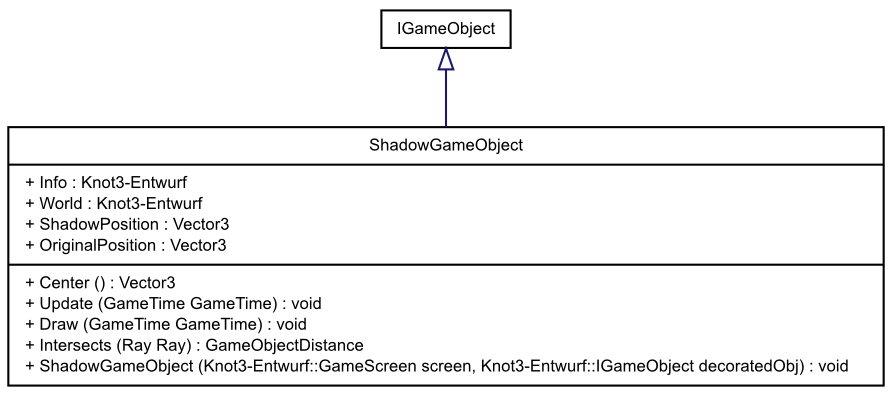 IGameObject
ShadowGameObject
+ Info : Knot3-Entwurf
+ World : Knot3-Entwurf
+ ShadowPosition : Vector3
+ OriginalPosition : Vector3
+ Center () : Vector3
+ Update (GameTime GameTime) : void
+ Draw (GameTime GameTime) : void
+ Intersects (Ray Ray) : GameObjectDistance
+ ShadowGameObject (Knot3-Entwurf::GameScreen screen, Knot3-Entwurf::IGameObject decoratedObj) : void